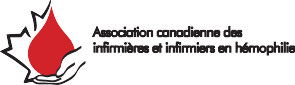 Association canadienne des
infirmières et infirmiers en hémophilie